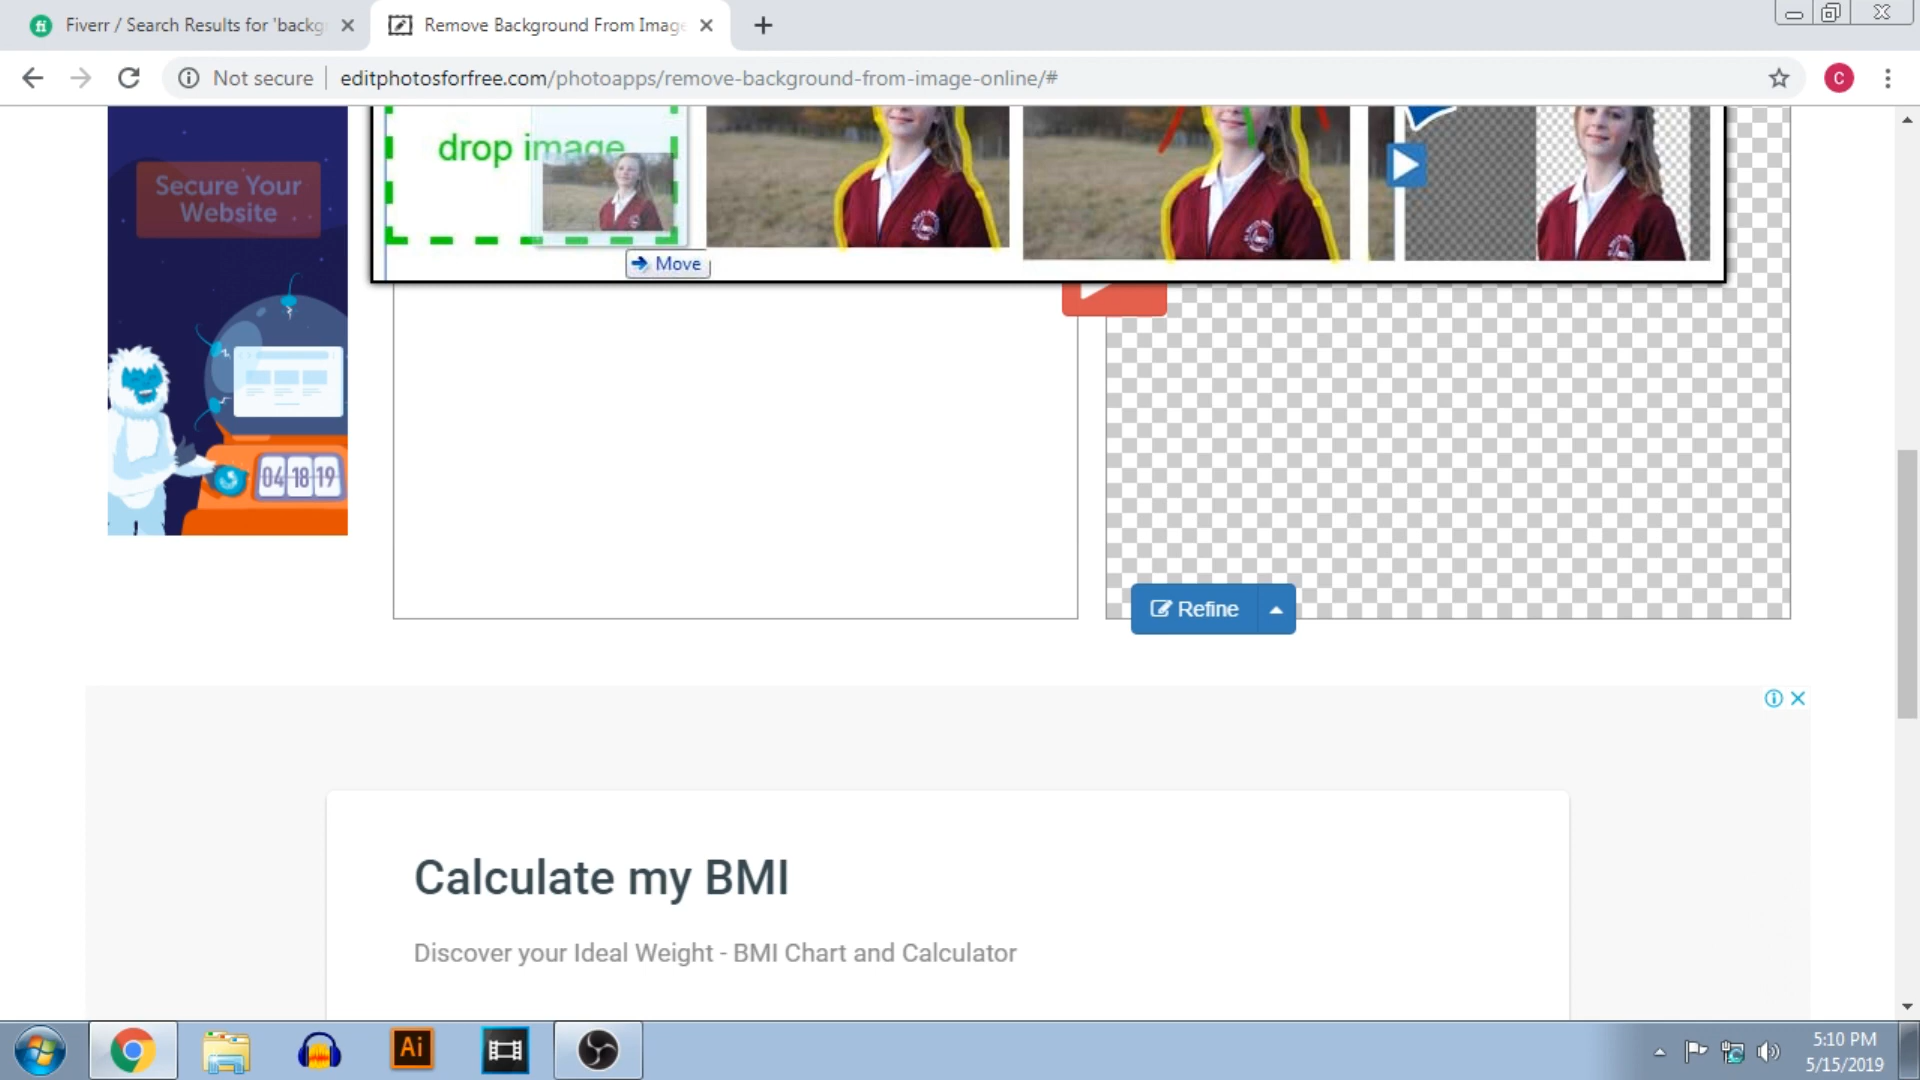 Fiverr / Search Results for 'backg
Remove Background From Image
Not secure
editphotosforfree.com/photoapps/remove-background-from-image-online/#
C
Secure Your
Website
04 18 19
drop image
Move
Refine
Calculate my BMI
Discover your Ideal Weight - BMI Chart and Calculator
Ai
5:10 PM
5/15/2019